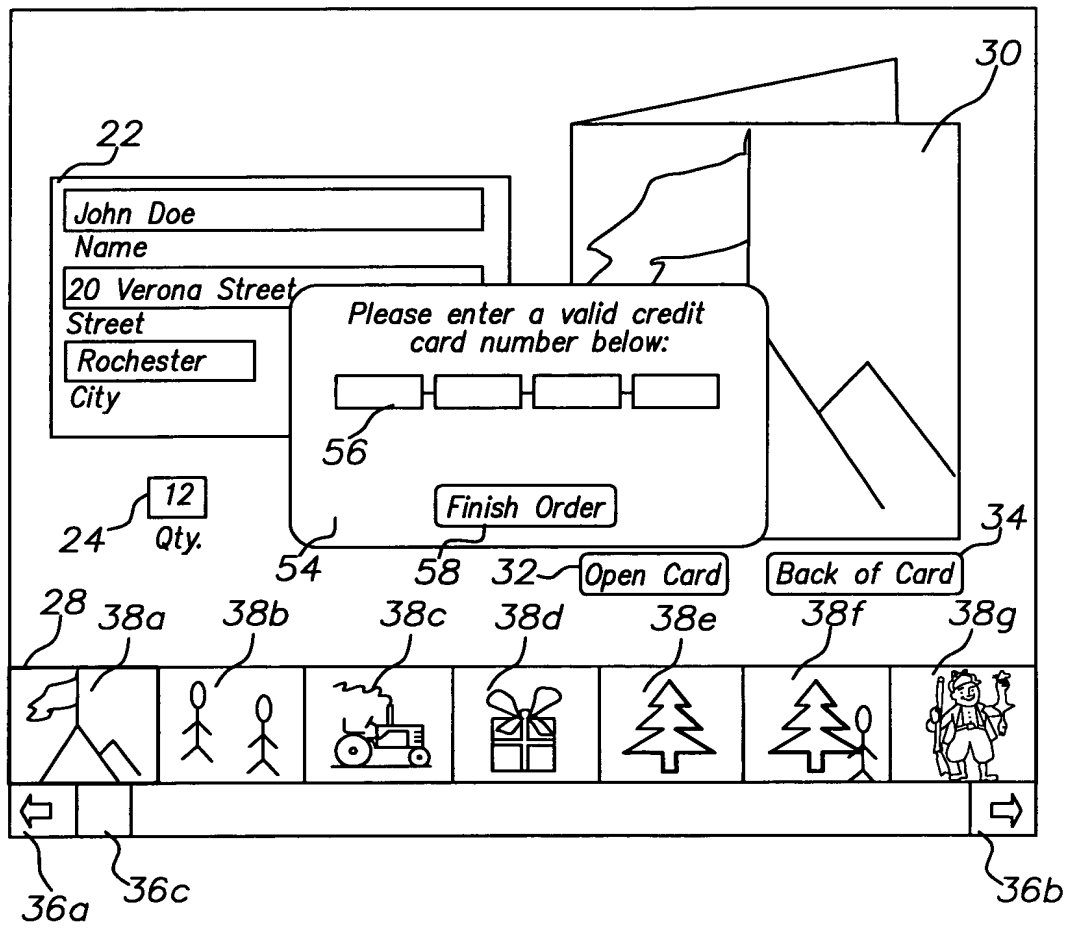 30
22
John Doe
Name
20 Verona Street
Street
Rochester
City
Please enter a valid credit
card number below:
56
12
Qty.
24
Finish Order
54
58
32
Open Card
34
Back of Card
28
38a
38b
38c
38d
38e
38f
38g
36a
36c
36b